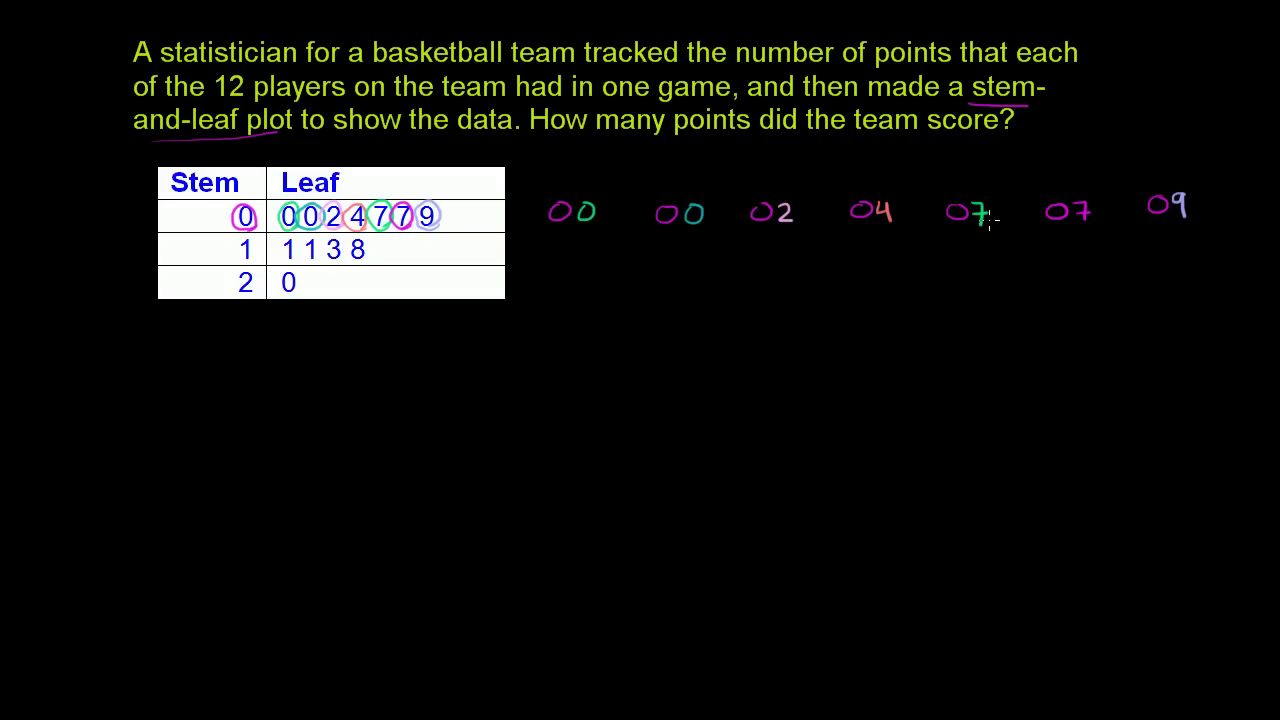 A statistician for a basketball team tracked the number of points that each
of the 12 players on the team had in one game, and then made a stem-
and-leaf plot to show the data. How many points did the team score?
Stem Leaf
0 0 0 2 4 7 7 9 00 00 02 04 07 07 09
1 1 1 3 8
2 0